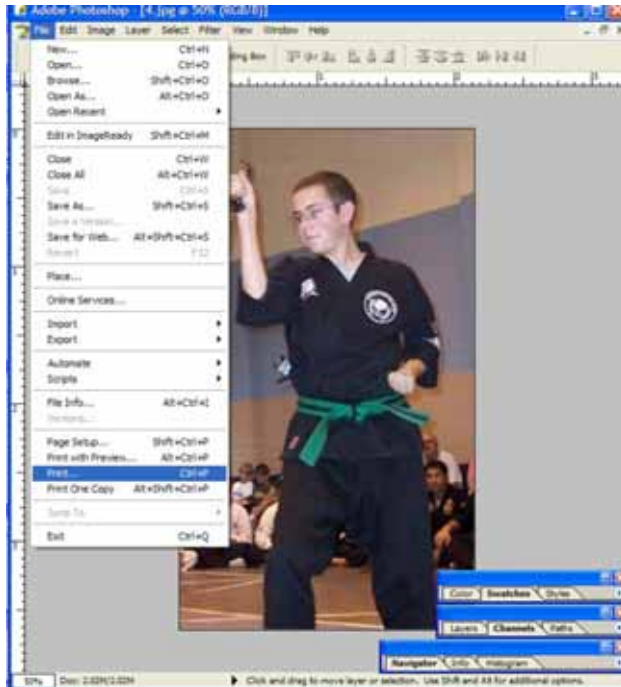 Adobe Photoshop - [4.jpg @ 50% (RGB/8)]
File Edit Image Layer Select Filter View Window Help
New... Ctrl+N
Open... Ctrl+O
Browse... Shift+Ctrl+O
Open As... Alt+Ctrl+O
Open Recent
Edit in ImageReady Shift+Ctrl+M
Close Ctrl+W
Close All Alt+Ctrl+W
Save Ctrl+S
Save As... Shift+Ctrl+S
Save a Version...
Save for Web... Alt+Shift+Ctrl+S
Revert F12
Place...
Online Services...
Import
Export
Automate
Scripts
File Info... Alt+Ctrl+I
Versions...
Page Setup... Shift+Ctrl+P
Print with Preview... Alt+Ctrl+P
Print... Ctrl+P
Print One Copy Alt+Shift+Ctrl+P
Jump To
Exit Ctrl+Q
Color Swatches Styles
Layers Channels Paths
Navigator Info Histogram
50% Doc: 2.02M/2.02M Click and drag to move layer or selection. Use Shift and Alt for additional options.